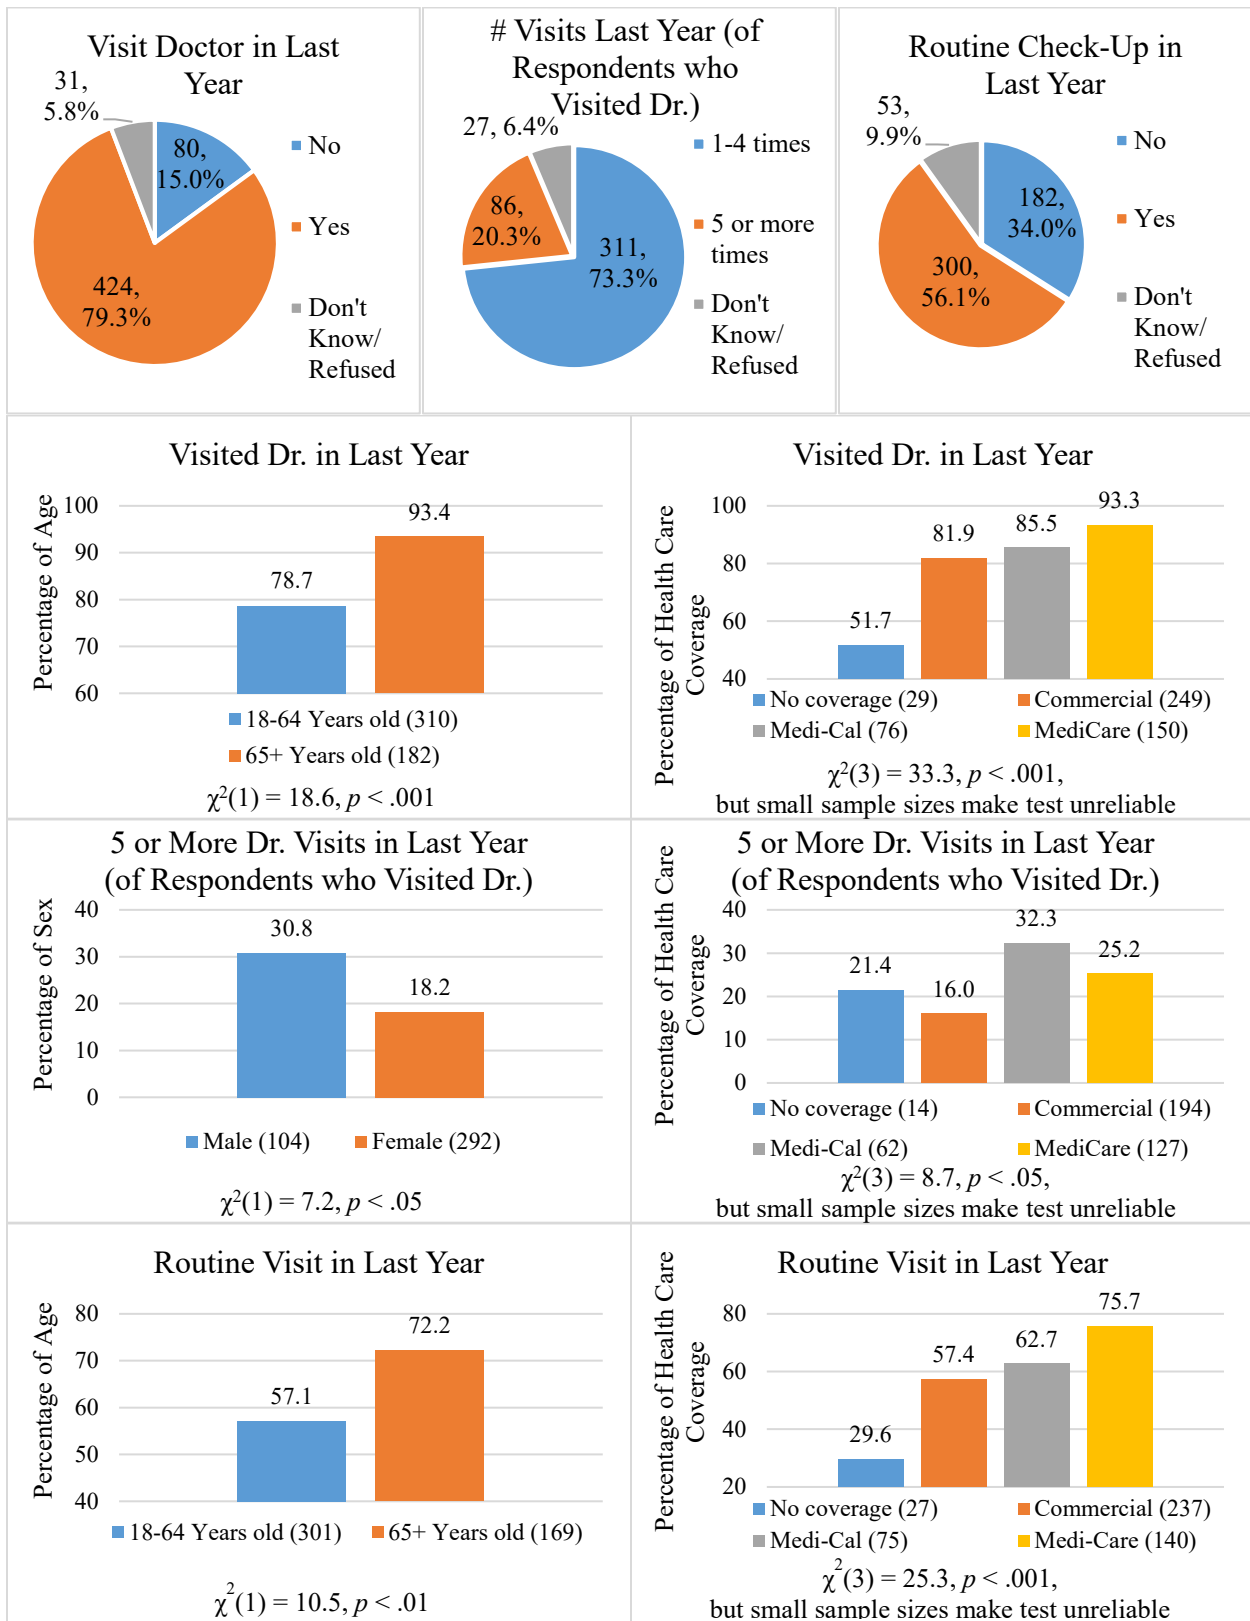 Visit Doctor in Last
Year
31,
5.8%
80,
15.0%
424,
79.3%
No
Yes
Don't
Know/
Refused
# Visits Last Year (of
Respondents who
Visited Dr.)
27, 6.4%
86,
20.3%
311,
73.3%
1-4 times
5 or more
times
Don't
Know/
Refused
Routine Check-Up in
Last Year
53,
9.9%
182,
34.0%
300,
56.1%
No
Yes
Don't
Know/
Refused
Visited Dr. in Last Year
Percentage of Age
100
90
80
70
60
78.7
93.4
18-64 Years old (310)
65+ Years old (182)
χ²(1) = 18.6, p < .001
Visited Dr. in Last Year
Percentage of Health Care
Coverage
100
80
60
40
51.7
81.9
85.5
93.3
No coverage (29)
Commercial (249)
Medi-Cal (76)
MediCare (150)
χ²(3) = 33.3, p < .001,
but small sample sizes make test unreliable
5 or More Dr. Visits in Last Year
(of Respondents who Visited Dr.)
Percentage of Sex
40
30
20
10
0
30.8
18.2
Male (104)
Female (292)
χ²(1) = 7.2, p < .05
5 or More Dr. Visits in Last Year
(of Respondents who Visited Dr.)
Percentage of Health Care
Coverage
40
30
20
10
0
21.4
16.0
32.3
25.2
No coverage (14)
Commercial (194)
Medi-Cal (62)
MediCare (127)
χ²(3) = 8.7, p < .05,
but small sample sizes make test unreliable
Routine Visit in Last Year
Percentage of Age
80
70
60
50
40
57.1
72.2
18-64 Years old (301)
65+ Years old (169)
χ²(1) = 10.5, p < .01
Routine Visit in Last Year
Percentage of Health Care
Coverage
80
60
40
20
29.6
57.4
62.7
75.7
No coverage (27)
Commercial (237)
Medi-Cal (75)
Medi-Care (140)
χ²(3) = 25.3, p < .001,
but small sample sizes make test unreliable